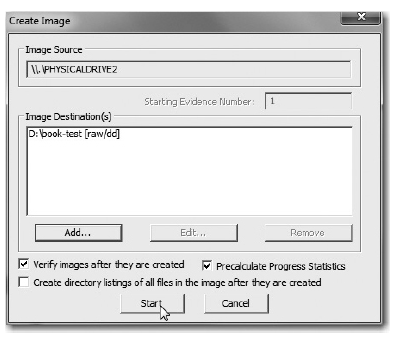 Create Image
Image Source
\\.\PHYSICALDRIVE2
Starting Evidence Number: 1
Image Destination(s)
D:\book-test [raw/dd]
Add... Edit... Remove
Verify images after they are created Precalculate Progress Statistics
Create directory listings of all files in the image after they are created
Start Cancel